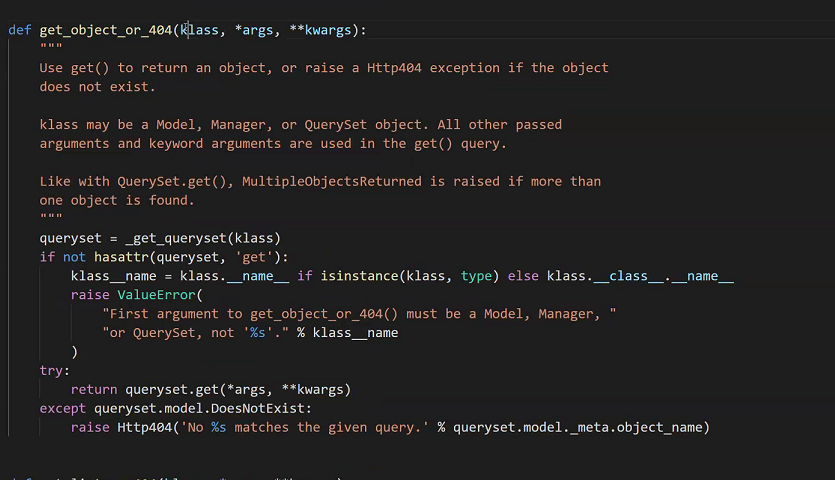 def get_object_or_404(klass, *args, **kwargs):
"""
Use get() to return an object, or raise a Http404 exception if the object
does not exist.
klass may be a Model, Manager, or QuerySet object. All other passed
arguments and keyword arguments are used in the get() query.
Like with QuerySet.get(), MultipleObjectsReturned is raised if more than
one object is found.
"""
queryset = _get_queryset(klass)
if not hasattr(queryset, 'get'):
klass__name = klass.__name__ if isinstance(klass, type) else klass.__class__.__name__
raise ValueError(
"First argument to get_object_or_404() must be a Model, Manager, "
"or QuerySet, not '%s'." % klass__name
)
try:
return queryset.get(*args, **kwargs)
except queryset.model.DoesNotExist:
raise Http404('No %s matches the given query.' % queryset.model._meta.object_name)